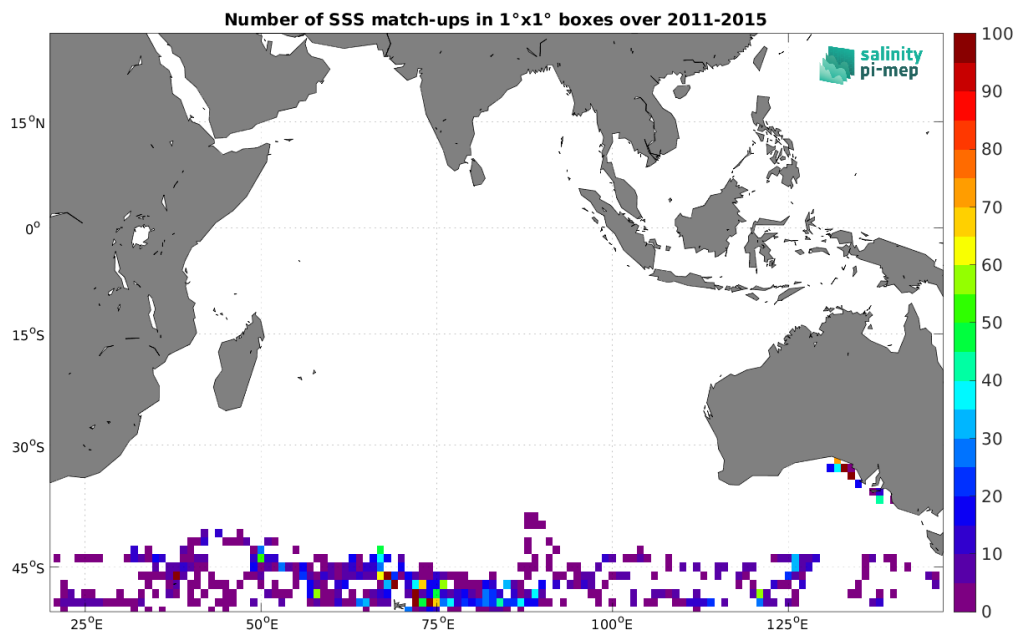 Number of SSS match-ups in 1°x1° boxes over 2011-2015
salinity
pi-mep
15°N
0°
15°S
30°S
45°S
25°E
50°E
75°E
100°E
125°E
100
90
80
70
60
50
40
30
20
10
0